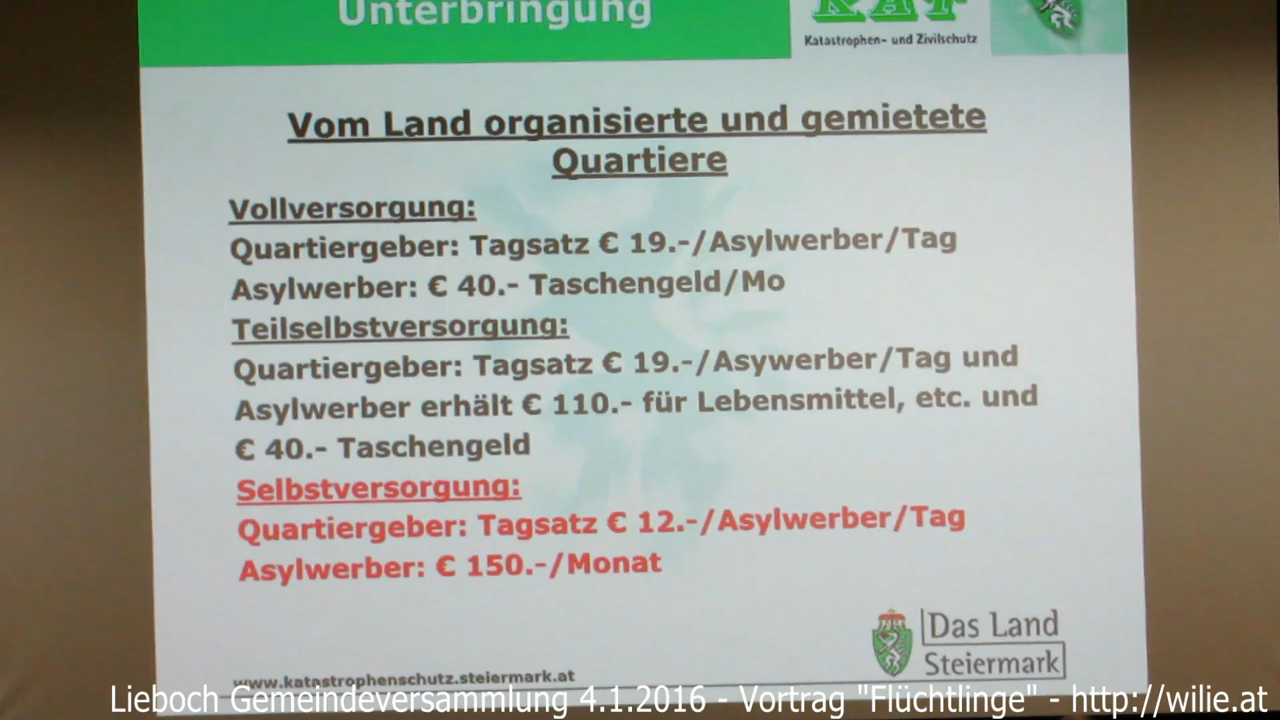 Unterbringung
KAT
Katastrophen- und Zivilschutz
Vom Land organisierte und gemietete
Quartiere
Vollversorgung:
Quartiergeber: Tagsatz € 19.-/Asylwerber/Tag
Asylwerber: € 40.- Taschengeld/Mo
Teilselbstversorgung:
Quartiergeber: Tagsatz € 19.-/Asywerber/Tag und
Asylwerber erhält € 110.- für Lebensmittel, etc. und
€ 40.- Taschengeld
Selbstversorgung:
Quartiergeber: Tagsatz € 12.-/Asylwerber/Tag
Asylwerber: € 150.-/Monat
Das Land
Steiermark
www.katastrophenschutz.steiermark.at
Lieboch Gemeindeversammlung 4.1.2016 - Vortrag "Flüchtlinge" - http://wilie.at